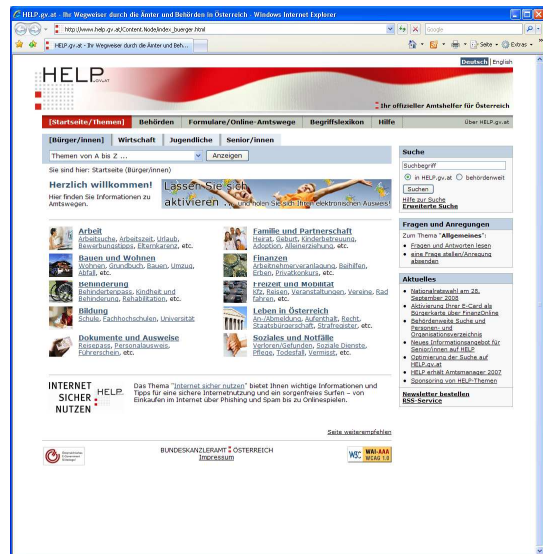 HELP.gv.at - Ihr Wegweiser durch die Ämter und Behörden in Österreich - Windows Internet Explorer
http://www.help.gv.at/Content.Node/index_buerger.html
Google
HELP.gv.at - Ihr Wegweiser durch die Ämter und Beh...
Seite
Extras
Deutsch | English
HELP.gv.at
Ihr offizieller Amtshelfer für Österreich
[Startseite/Themen] Behörden Formulare/Online-Amtswege Begriffslexikon Hilfe Über HELP.gv.at
[Bürger/innen] Wirtschaft Jugendliche Senior/innen
Themen von A bis Z ... Anzeigen
Sie sind hier: Startseite (Bürger/innen)
Herzlich willkommen!
Hier finden Sie Informationen zu
Amtswegen.
Lassen Sie sich
aktivieren ... und holen Sie sich Ihren elektronischen Ausweis!
Arbeit
Arbeitsuche, Arbeitszeit, Urlaub,
Bewerbungstipps, Elternkarenz, etc.
Bauen und Wohnen
Wohnen, Grundbuch, Bauen, Umzug,
Abfall, etc.
Behinderung
Behindertenpass, Kindheit und
Behinderung, Rehabilitation, etc.
Bildung
Schule, Fachhochschulen, Universität
Dokumente und Ausweise
Reisepass, Personalausweis,
Führerschein, etc.
Familie und Partnerschaft
Heirat, Geburt, Kinderbetreuung,
Adoption, Alleinerziehung, etc.
Finanzen
Arbeitnehmerveranlagung, Beihilfen,
Erben, Privatkonkurs, etc.
Freizeit und Mobilität
Kfz, Reisen, Veranstaltungen, Vereine, Rad
fahren, etc.
Leben in Österreich
An-/Abmeldung, Aufenthalt, Recht,
Staatsbürgerschaft, Strafregister, etc.
Soziales und Notfälle
Verloren/Gefunden, Soziale Dienste,
Pflege, Todesfall, Vermisst, etc.
INTERNET
SICHER
NUTZEN
HELP
Das Thema "Internet sicher nutzen" bietet Ihnen wichtige Informationen und
Tipps für eine sichere Internetnutzung und ein sorgenfreies Surfen – vom
Einkaufen im Internet über Phishing und Spam bis zu Onlinespielen.
Seite weiterempfehlen
BUNDESKANZLERAMT ÖSTERREICH
Impressum
W3C WAI-AAA
WCAG 1.0
Suche
Suchbegriff
in HELP.gv.at behördenweit
Suchen
Hilfe zur Suche
Erweiterte Suche
Fragen und Anregungen
Zum Thema "Allgemeines":
Fragen und Antworten lesen
eine Frage stellen/Anregung
absenden
Aktuelles
Nationalratswahl am 28.
September 2008
Aktivierung Ihrer E-Card als
Bürgerkarte über FinanzOnline
Behördenweite Suche und
Personen- und
Organisationsverzeichnis
Neues Informationsangebot für
Senior/innen auf HELP
Optimierung der Suche auf
HELP.gv.at
HELP erhält Amtsmanager 2007
Sponsoring von HELP-Themen
Newsletter bestellen
RSS-Service